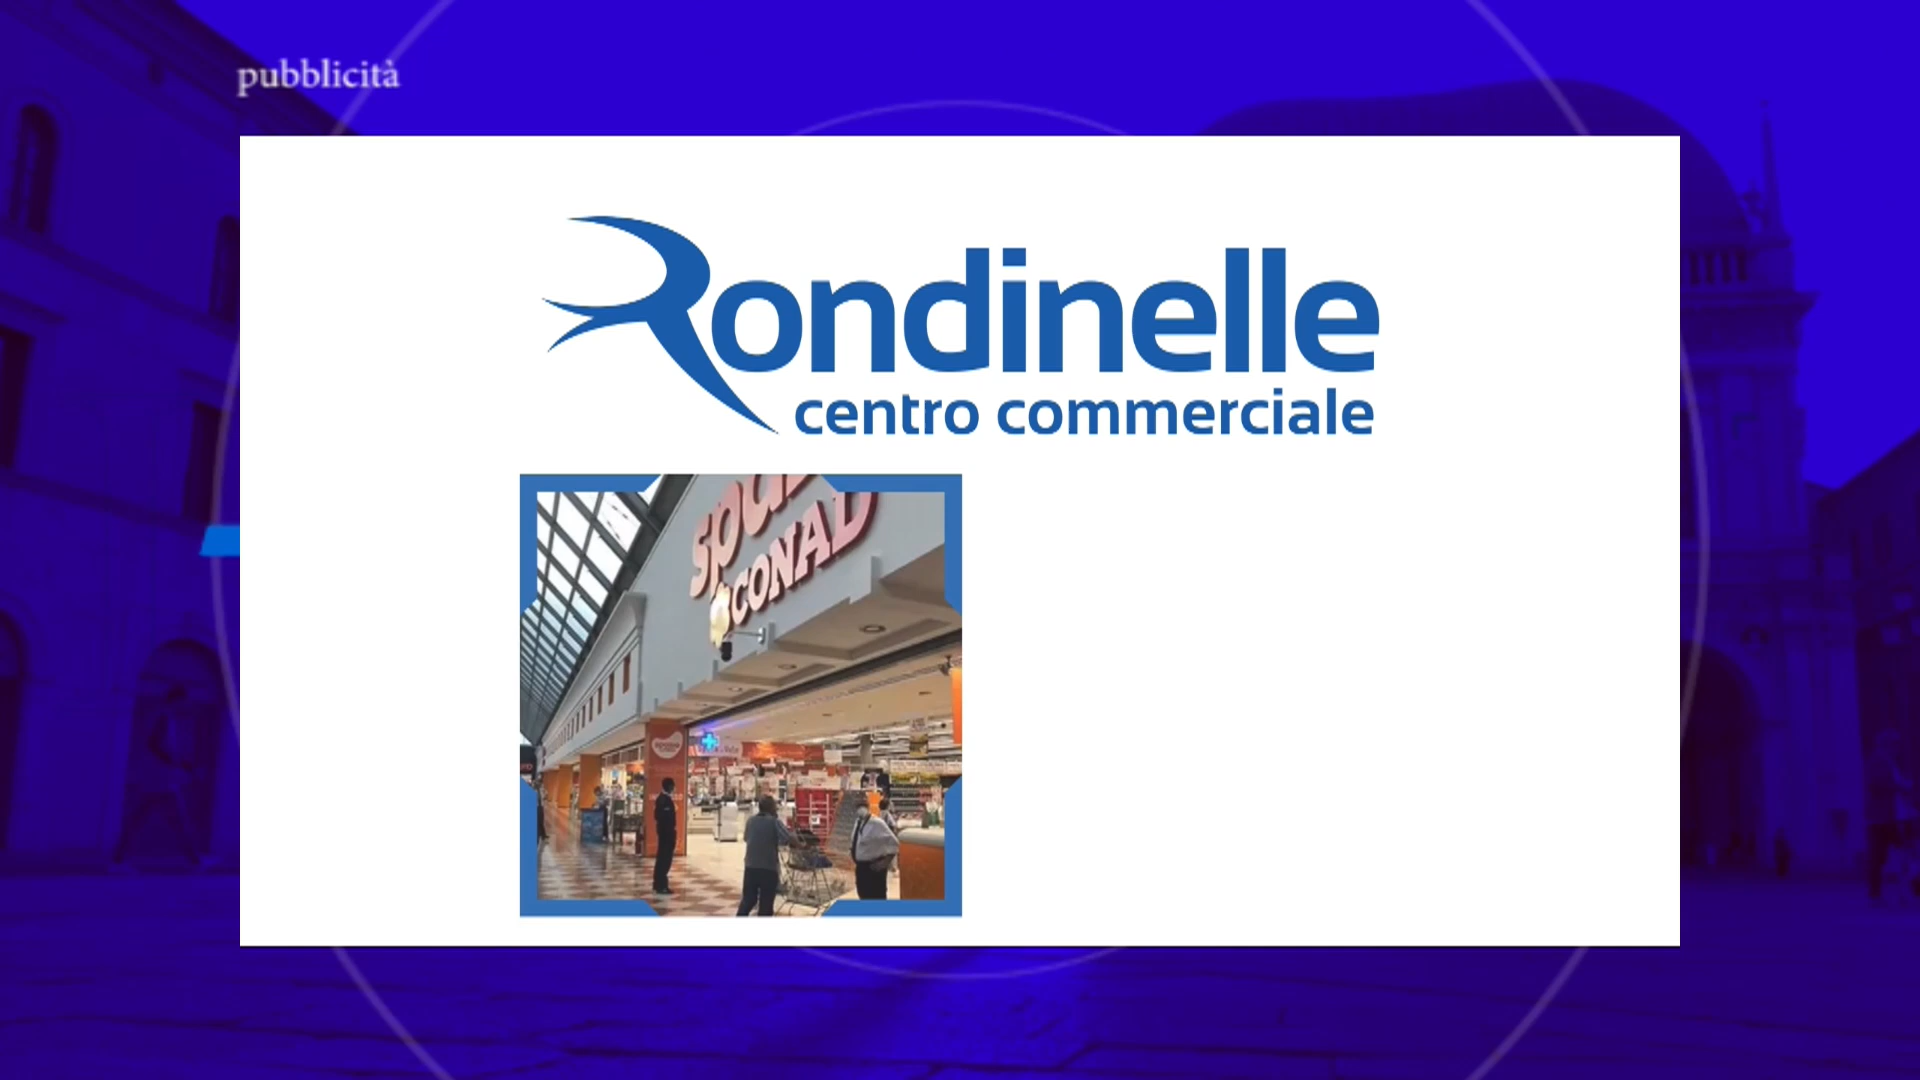 pubblicità
Rondinelle
centro commerciale
CONAD